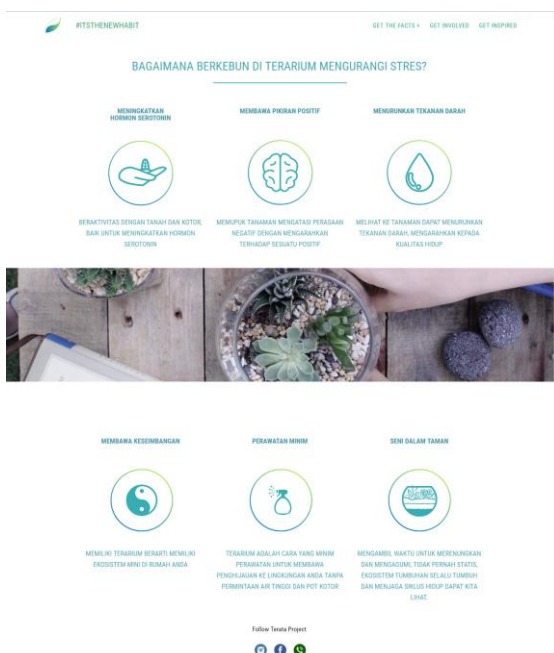 #ITSTHENEWHABIT
GET THE FACTS
GET INVOLVED
GET INSPIRED
BAGAIMANA BERKEBUN DI TERARIUM MENGURANGI STRES?
MENINGKATKAN
HORMON SEROTONIN
BERAKTIVITAS DENGAN TANAH DAN KOTOR,
BAIK UNTUK MENINGKATKAN HORMON
SEROTONIN
MEMBAWA PIKIRAN POSITIF
MEMUPUK TANAMAN MENGATASI PERASAAN
NEGATIF DENGAN MENGARAHKAN
TERHADAP SESUATU POSITIF
MENURUNKAN TEKANAN DARAH
MELIHAT KE TANAMAN DAPAT MENURUNKAN
TEKANAN DARAH, MENGARAHKAN KEPADA
KUALITAS HIDUP
MEMBAWA KESEIMBANGAN
MEMILIKI TERARIUM BERARTI MEMILIKI
EKOSISTEM MINI DI RUMAH ANDA
PERAWATAN MINIM
TERARIUM ADALAH CARA YANG MINIM
PERAWATAN UNTUK MEMBAWA
PENGHIJAUAN KE LINGKUNGAN ANDA TANPA
PERMINTAAN AIR TINGGI DAN POT KOTOR
SENI DALAM TAMAN
MENGAMBIL WAKTU UNTUK MERENUNGKAN
DAN MENGAGUMI, TIDAK PERNAH STATIS,
EKOSISTEM TUMBUHAN SELALU TUMBUH
DAN MENJAGA SIKLUS HIDUP DAPAT KITA
LIHAT.
Follow Terata Project